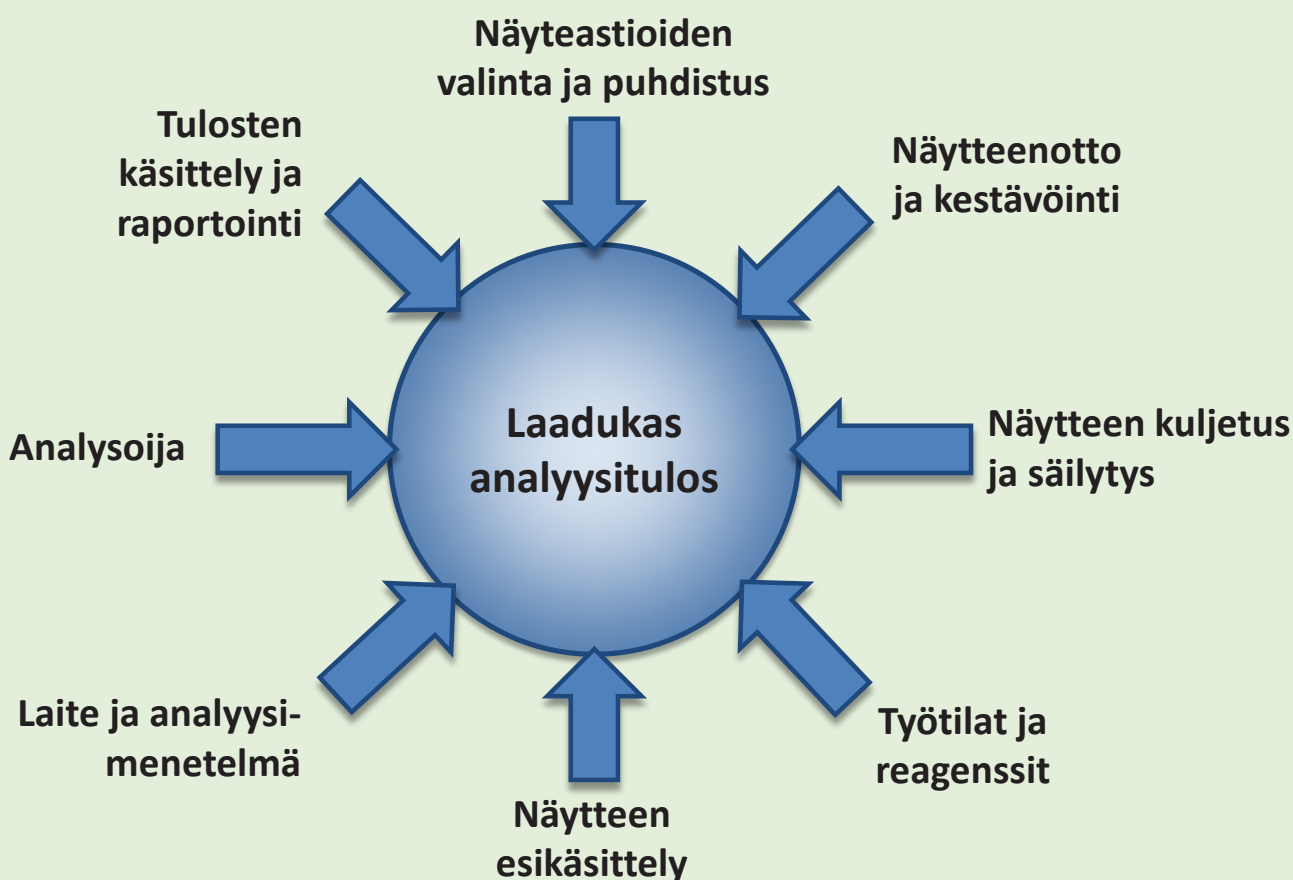 Näyteastioiden
valinta ja puhdistus
Tulosten
käsittely ja
raportointi
Näytteenotto
ja kestävöinti
Analysoija
Laadukas
analyysitulos
Näytteen kuljetus
ja säilytys
Laite ja analyysi-
menetelmä
Työtilat ja
reagenssit
Näytteen
esikäsittely